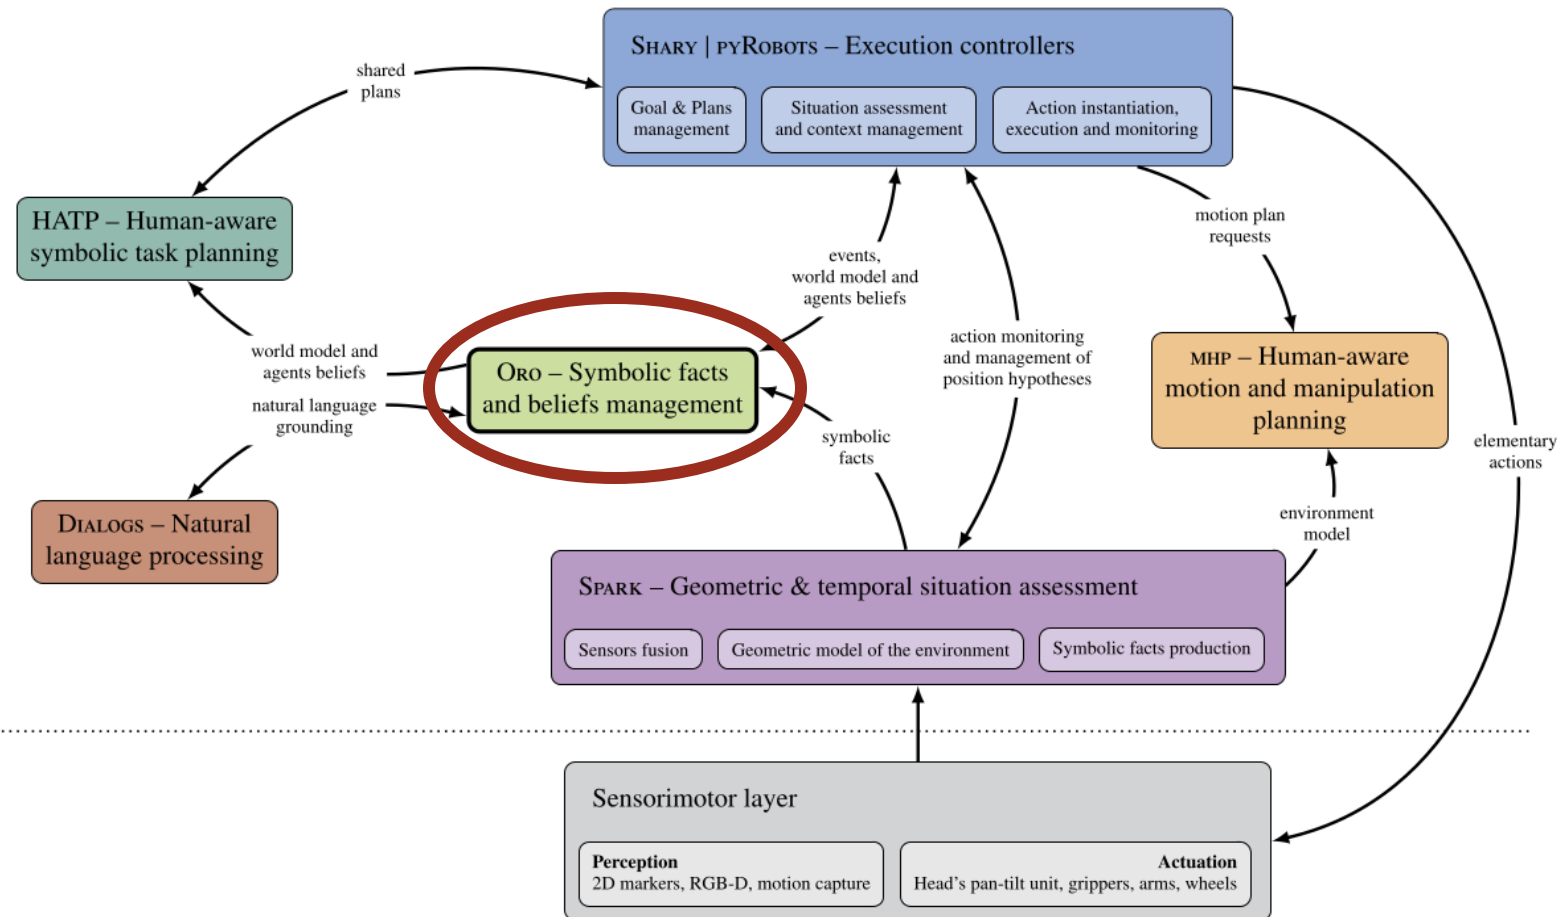 SHARY | PYROBOTS – Execution controllers
Goal & Plans
management
Situation assessment
and context management
Action instantiation,
execution and monitoring
shared
plans
HATP – Human-aware
symbolic task planning
events,
world model and
agents beliefs
motion plan
requests
action monitoring
and management of
position hypotheses
world model and
agents beliefs
natural language
grounding
ORO – Symbolic facts
and beliefs management
MHP – Human-aware
motion and manipulation
planning
symbolic
facts
elementary
actions
DIALOGS – Natural
language processing
environment
model
SPARK – Geometric & temporal situation assessment
Sensors fusion
Geometric model of the environment
Symbolic facts production
Sensorimotor layer
Perception
2D markers, RGB-D, motion capture
Actuation
Head's pan-tilt unit, grippers, arms, wheels